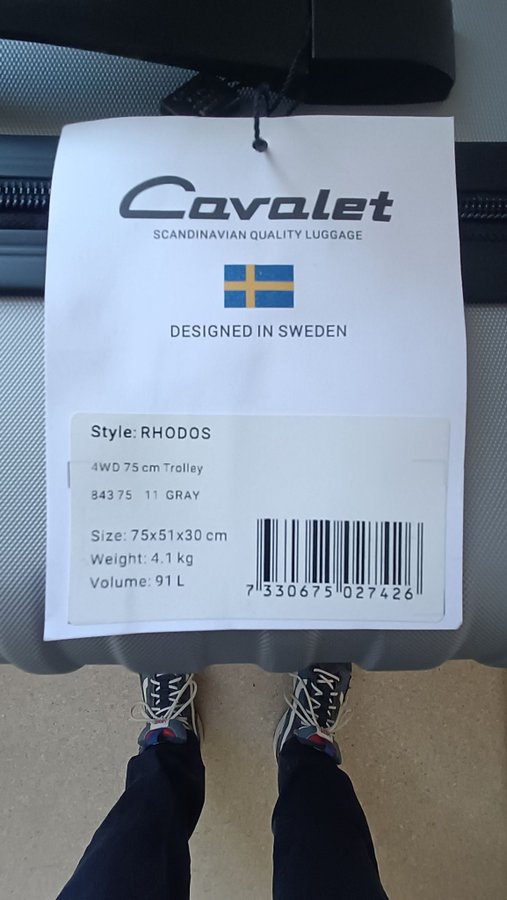 Cavalet
SCANDINAVIAN QUALITY LUGGAGE
DESIGNED IN SWEDEN
Style: RHODOS
4WD 75 cm Trolley
843 75 11 GRAY
Size: 75x51x30 cm
Weight: 4.1 kg
Volume: 91 L
7 330675 027426